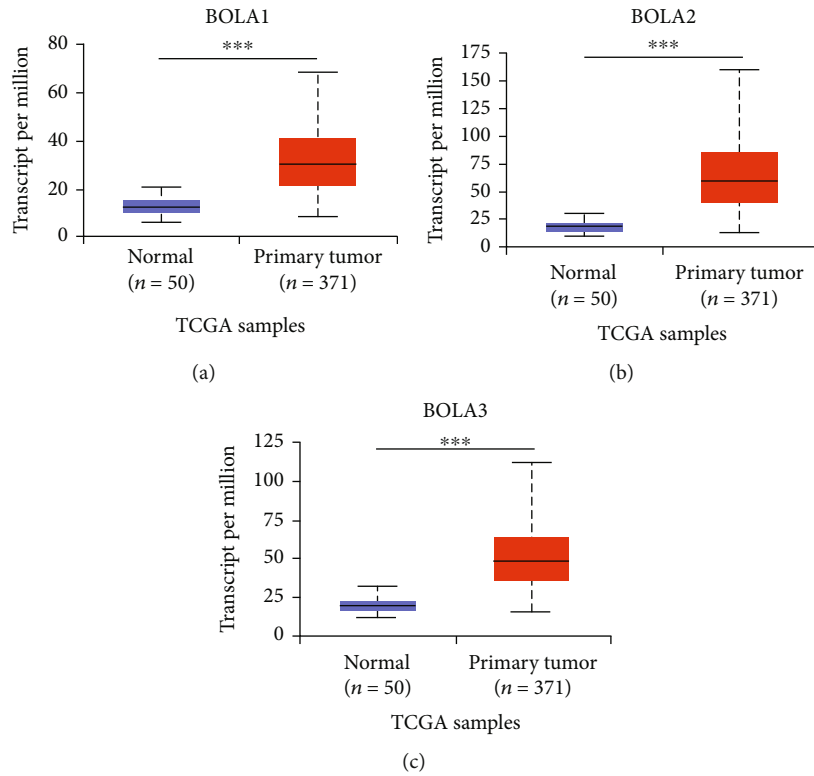 BOLA1
Transcript per million
80
60
40
20
0
***
Normal
(n = 50)
Primary tumor
(n = 371)
TCGA samples
(a)
BOLA2
Transcript per million
175
150
125
100
75
50
25
0
***
Normal
(n = 50)
Primary tumor
(n = 371)
TCGA samples
(b)
BOLA3
Transcript per million
125
100
75
50
25
0
***
Normal
(n = 50)
Primary tumor
(n = 371)
TCGA samples
(c)